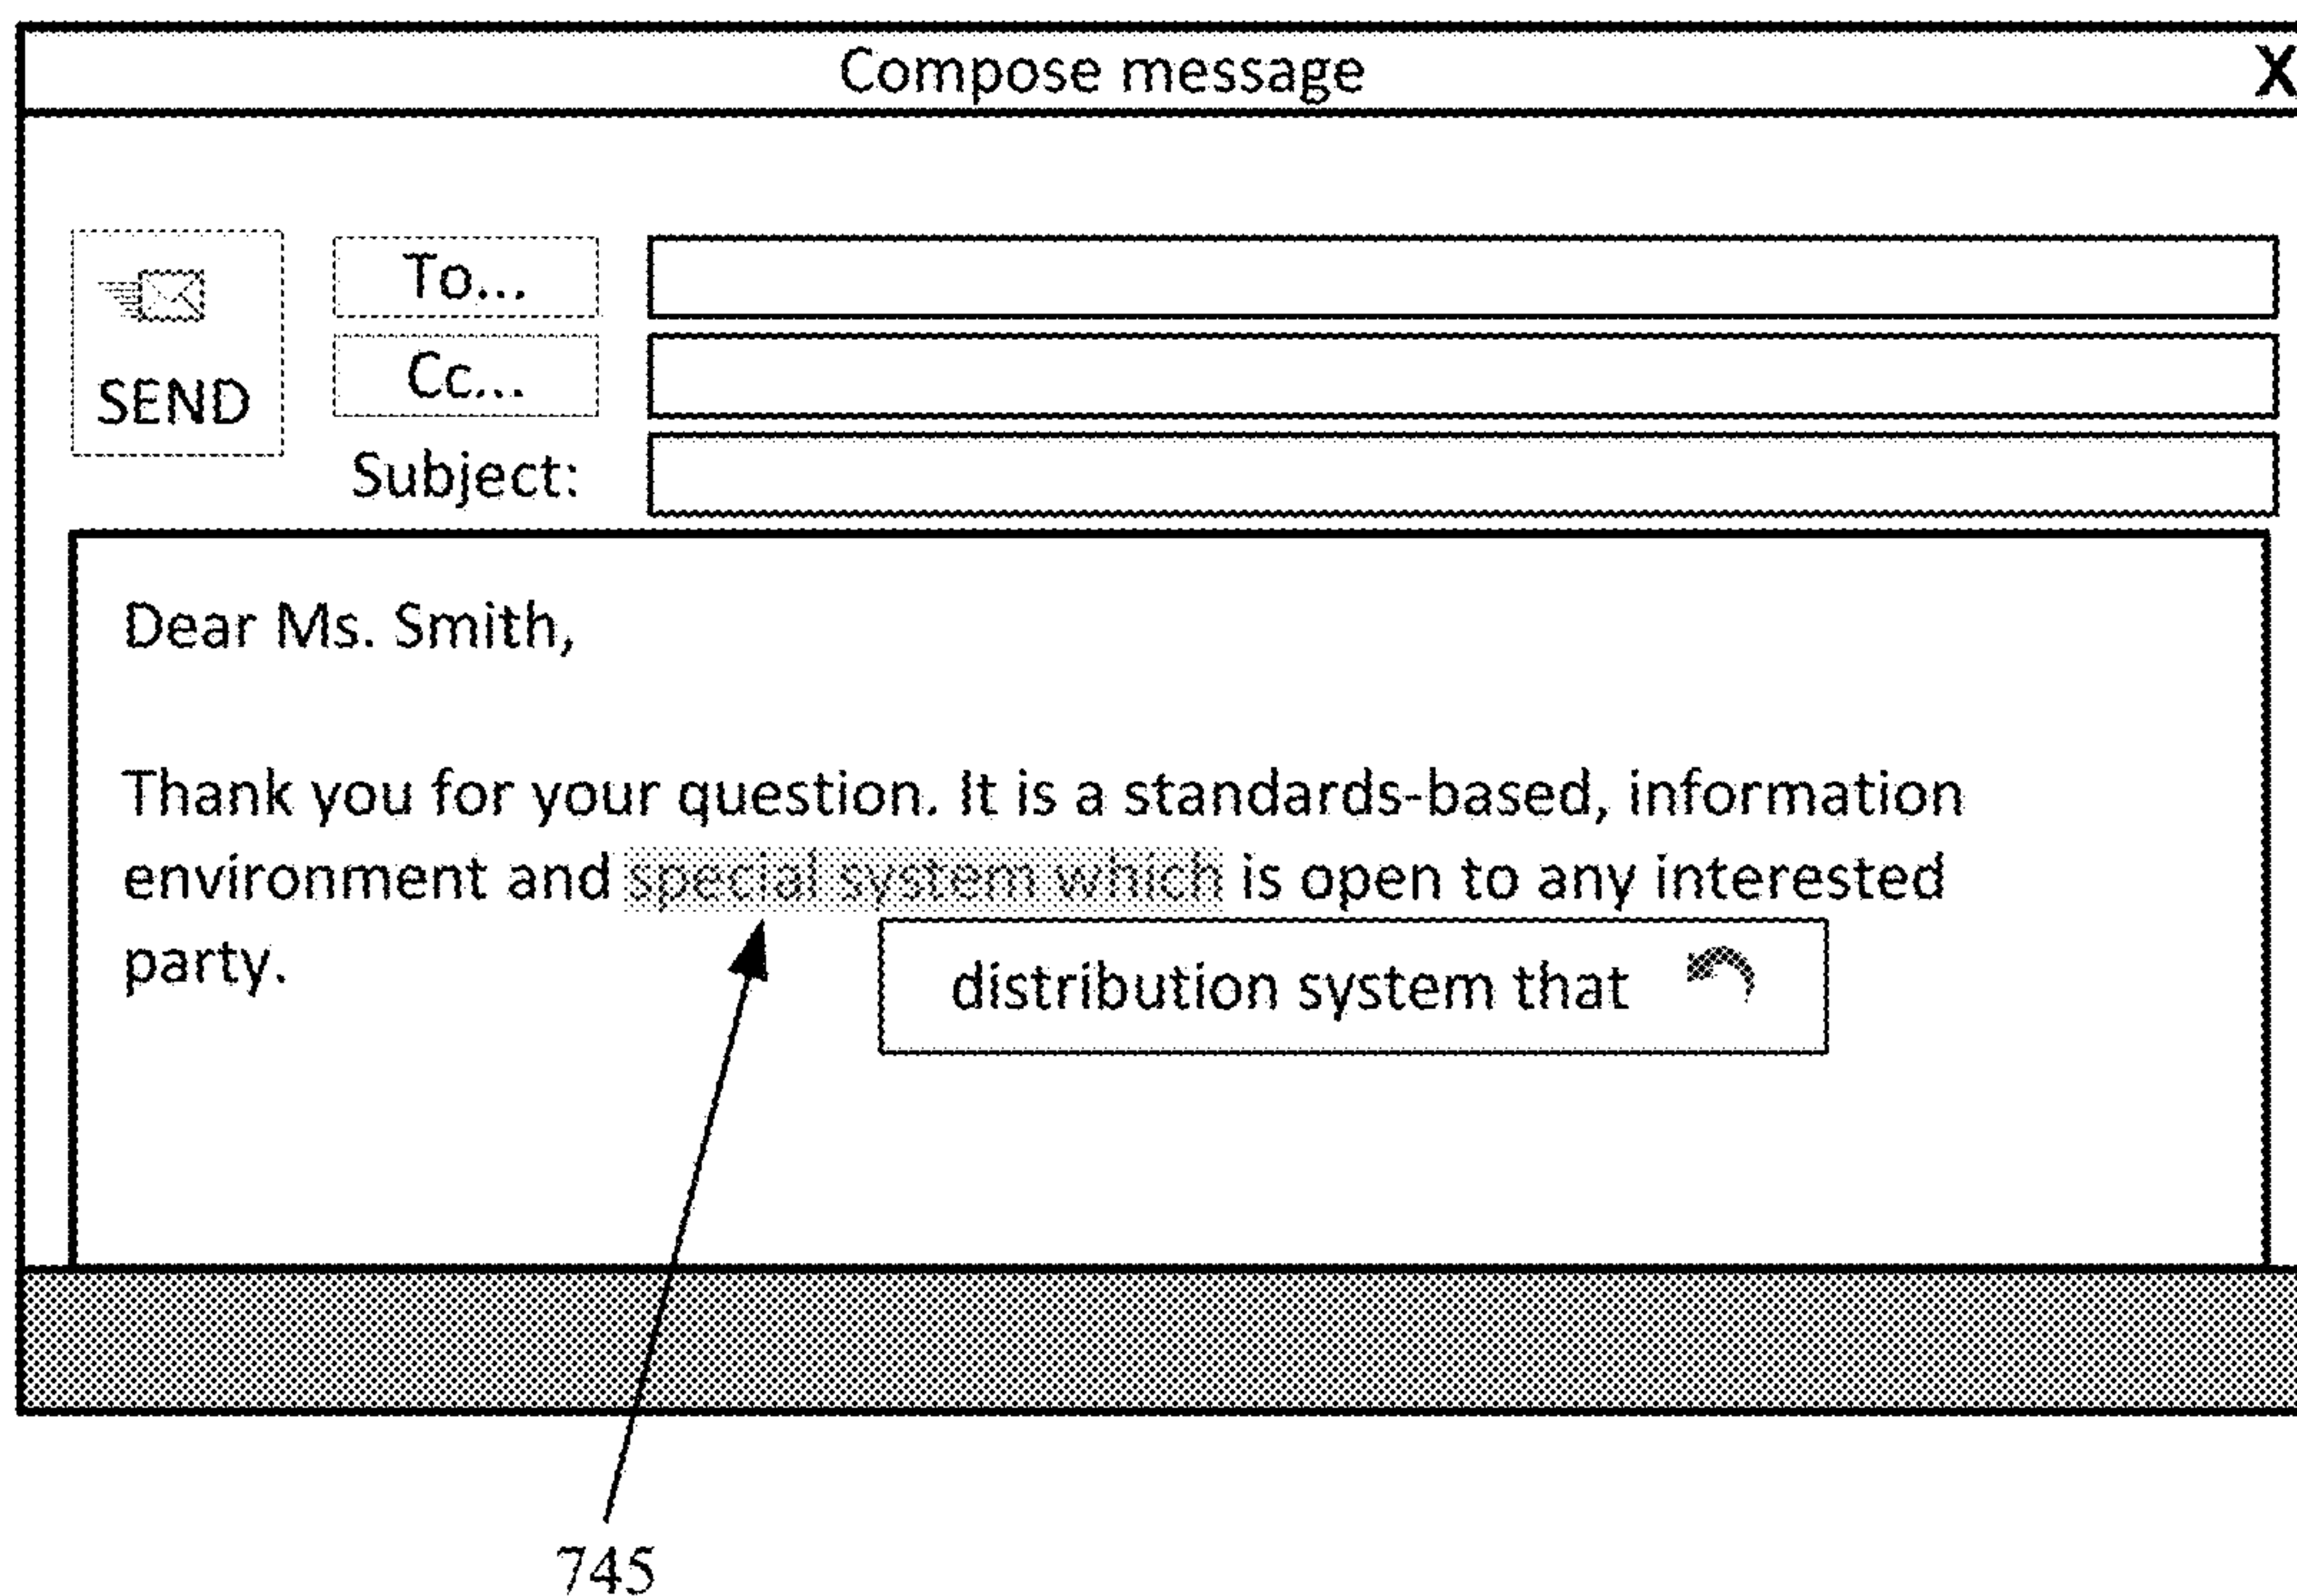 Compose message X
To...
Cc...
SEND
Subject:
Dear Ms. Smith,
Thank you for your question. It is a standards-based, information
environment and special system which is open to any interested
party.
distribution system that
745